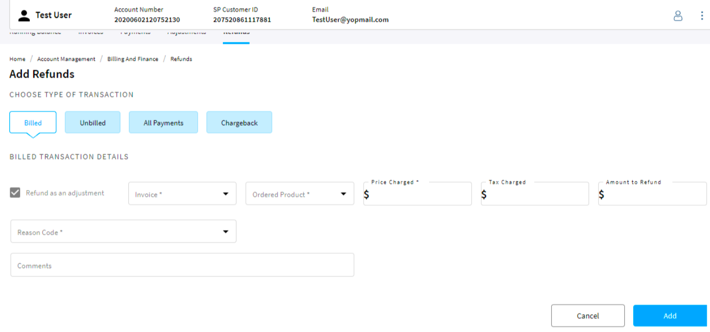 Test User
Account Number
20200602120752130
SP Customer ID
207520861117881
Email
TestUser@yopmail.com
Running Balance Invoices Payments Adjustments Refunds
Home / Account Management / Billing And Finance / Refunds
Add Refunds
CHOOSE TYPE OF TRANSACTION
Billed Unbilled All Payments Chargeback
BILLED TRANSACTION DETAILS
Refund as an adjustment
Invoice *
Ordered Product *
Price Charged *
$
Tax Charged
$
Amount to Refund
$
Reason Code *
Comments
Cancel Add